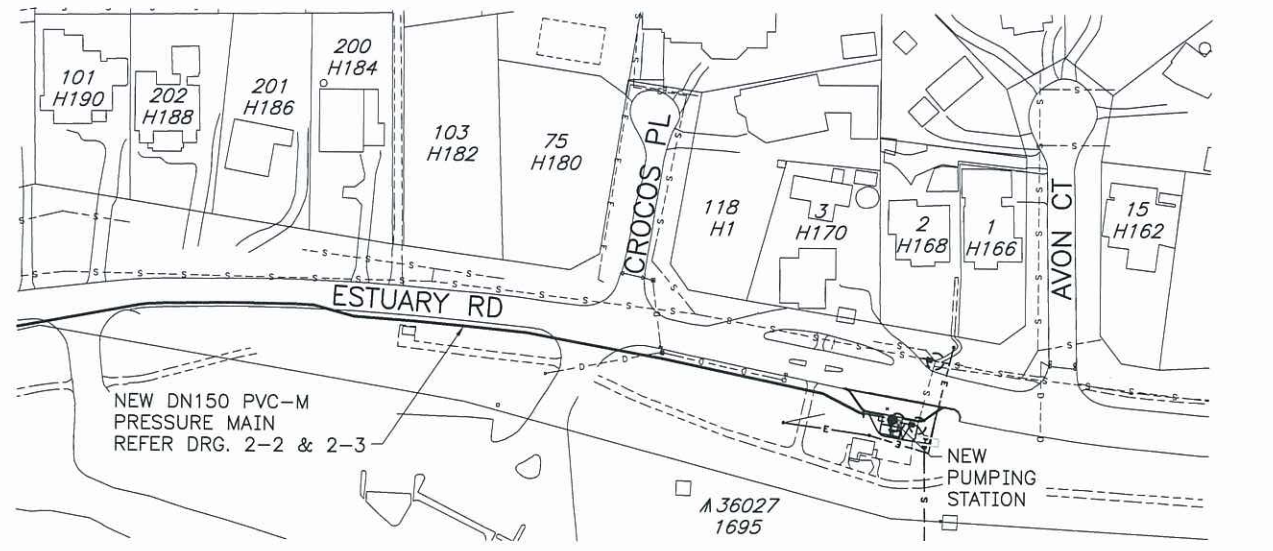 200
H184
101
H190
202
H188
201
H186
103
H182
75
H180
CROCOS PL
118
H1
3
H170
2
H168
1
H166
AVON CT
15
H162
ESTUARY RD
NEW DN150 PVC-M
PRESSURE MAIN
REFER DRG. 2-2 & 2-3
NEW
PUMPING
STATION
36027
1695